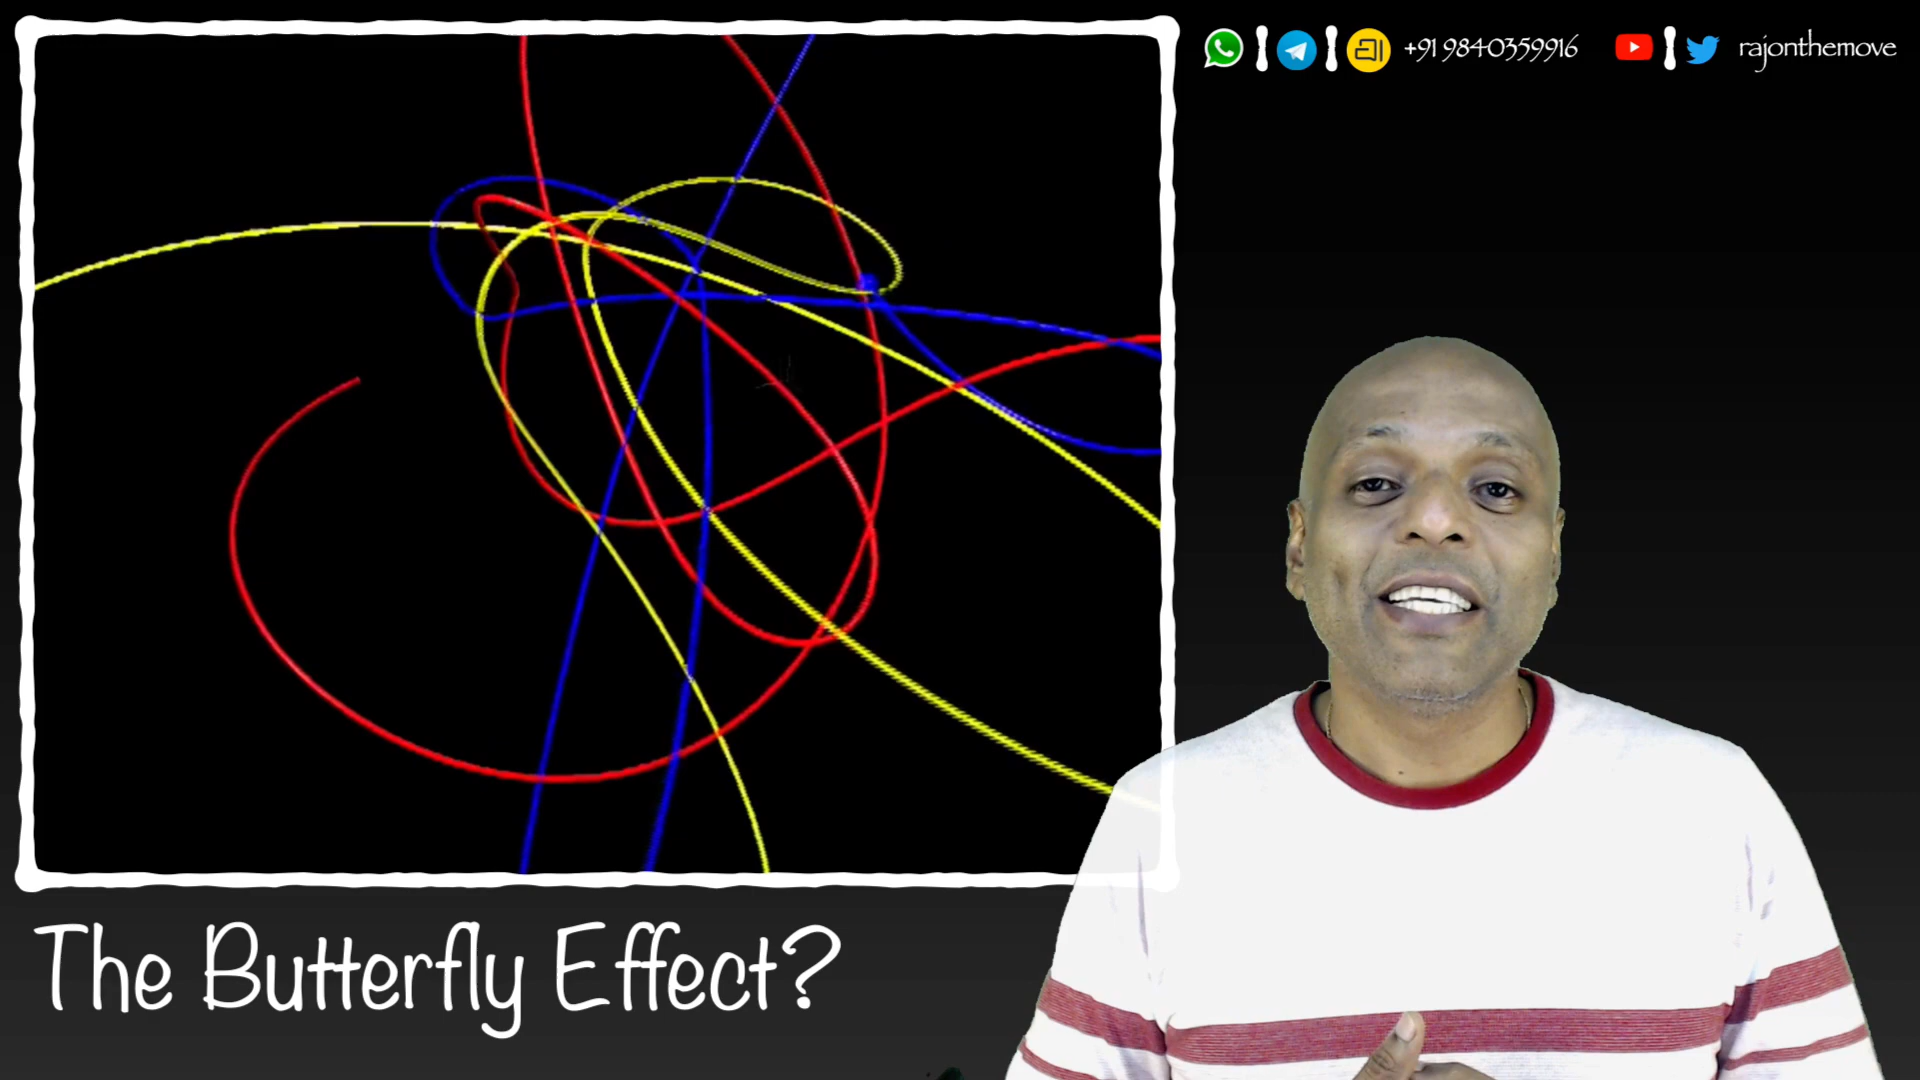 +91 9840359916 rajonthemove
The Butterfly Effect?